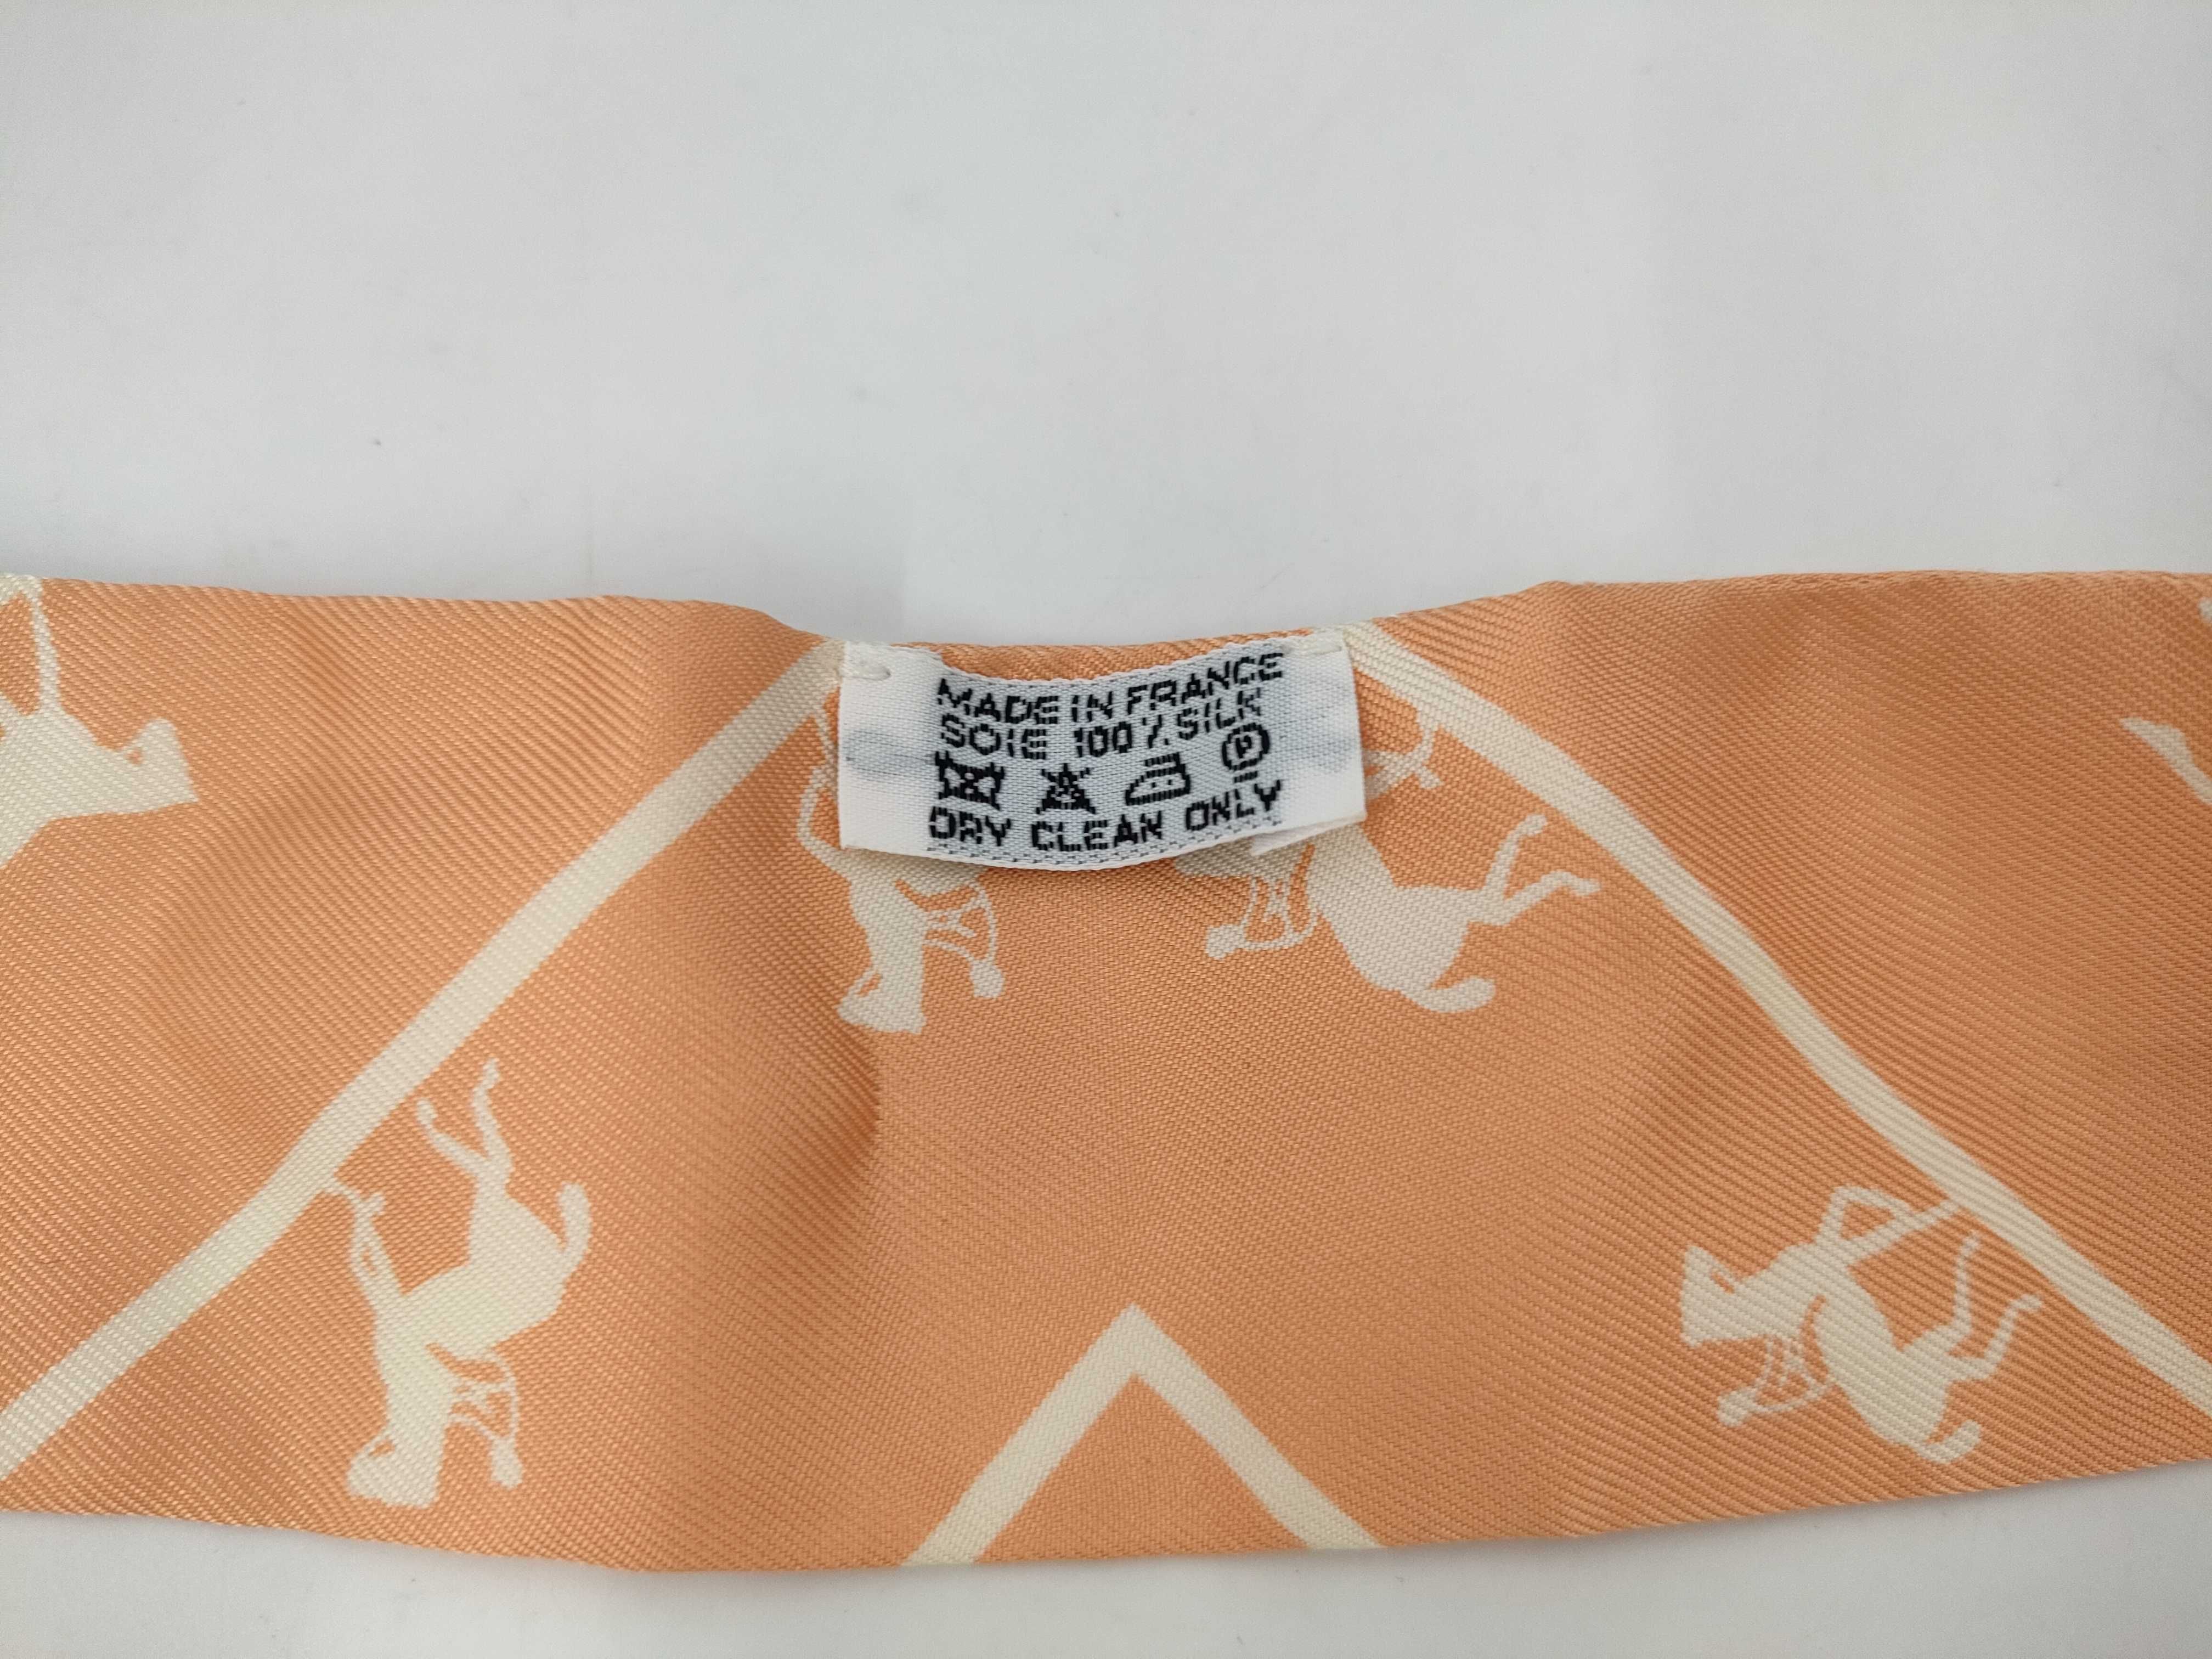 MADE IN FRANCE
SOIE 100% SILK
P
DRY CLEAN ONLY